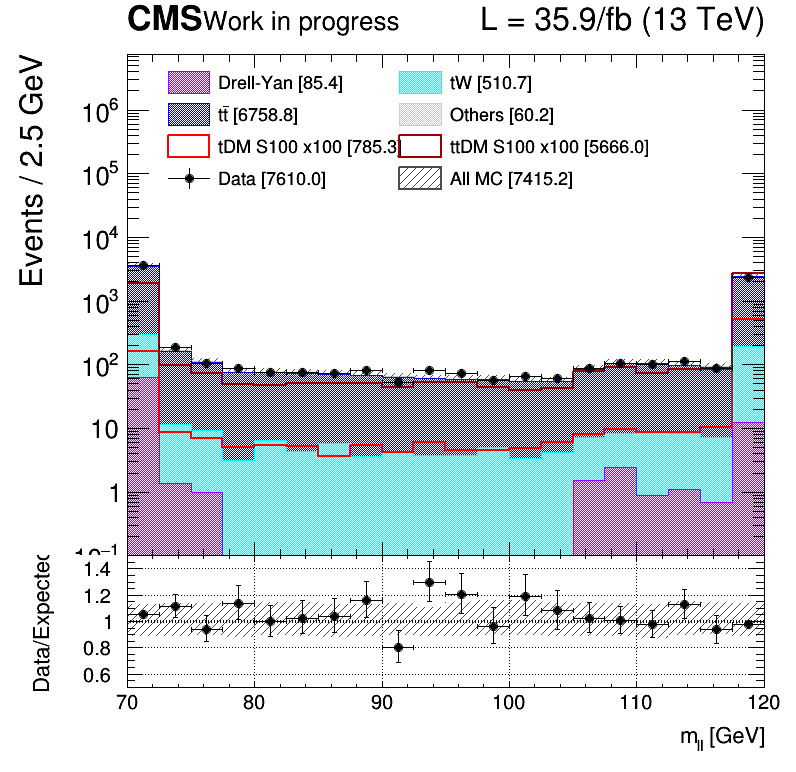 CMS Work in progress L = 35.9/fb (13 TeV)
Events / 2.5 GeV
Drell-Yan [85.4] tW [510.7]
tt̄ [6758.8] Others [60.2]
tDM S100 x100 [785.3] ttDM S100 x100 [5666.0]
Data [7610.0] All MC [7415.2]
10⁶
10⁵
10⁴
10³
10²
10
1
10⁻¹
Data/Expected
1.4
1.2
1
0.8
0.6
70 80 90 100 110 120
m_ll [GeV]